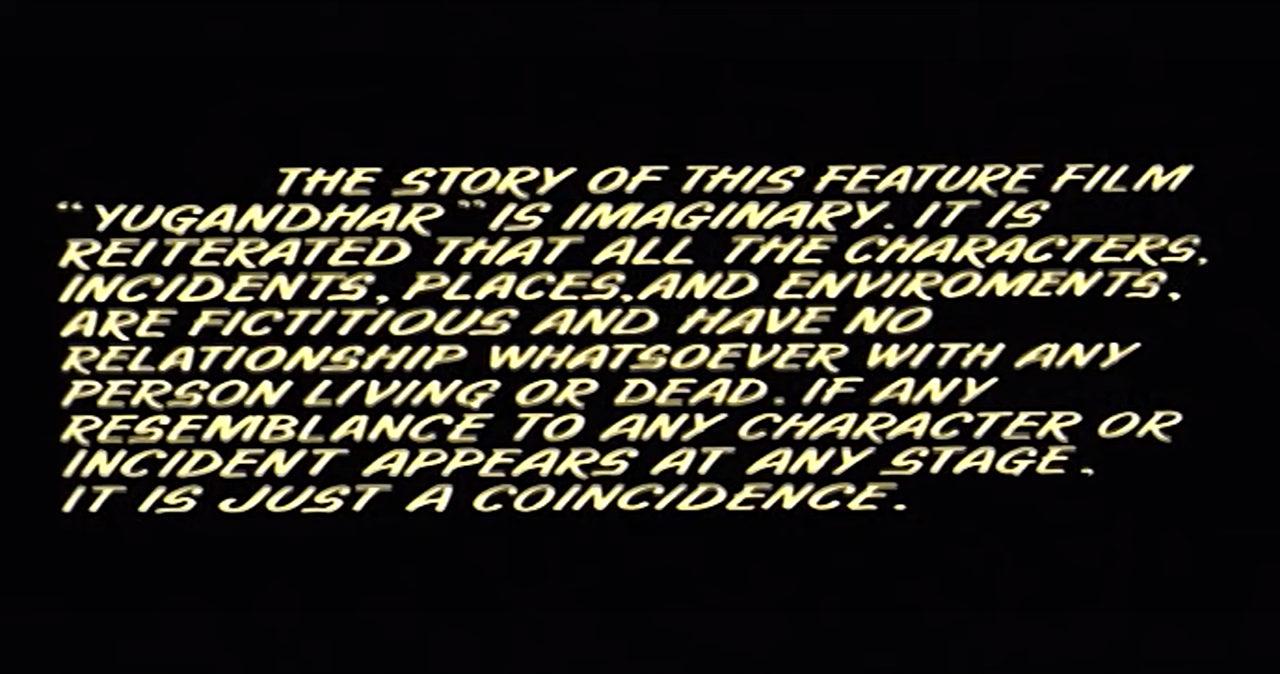 THE STORY OF THIS FEATURE FILM
"YUGANDHAR" IS IMAGINARY. IT IS
REITERATED THAT ALL THE CHARACTERS,
INCIDENTS, PLACES, AND ENVIROMENTS,
ARE FICTITIOUS AND HAVE NO
RELATIONSHIP WHATSOEVER WITH ANY
PERSON LIVING OR DEAD. IF ANY
RESEMBLANCE TO ANY CHARACTER OR
INCIDENT APPEARS AT ANY STAGE,
IT IS JUST A COINCIDENCE.